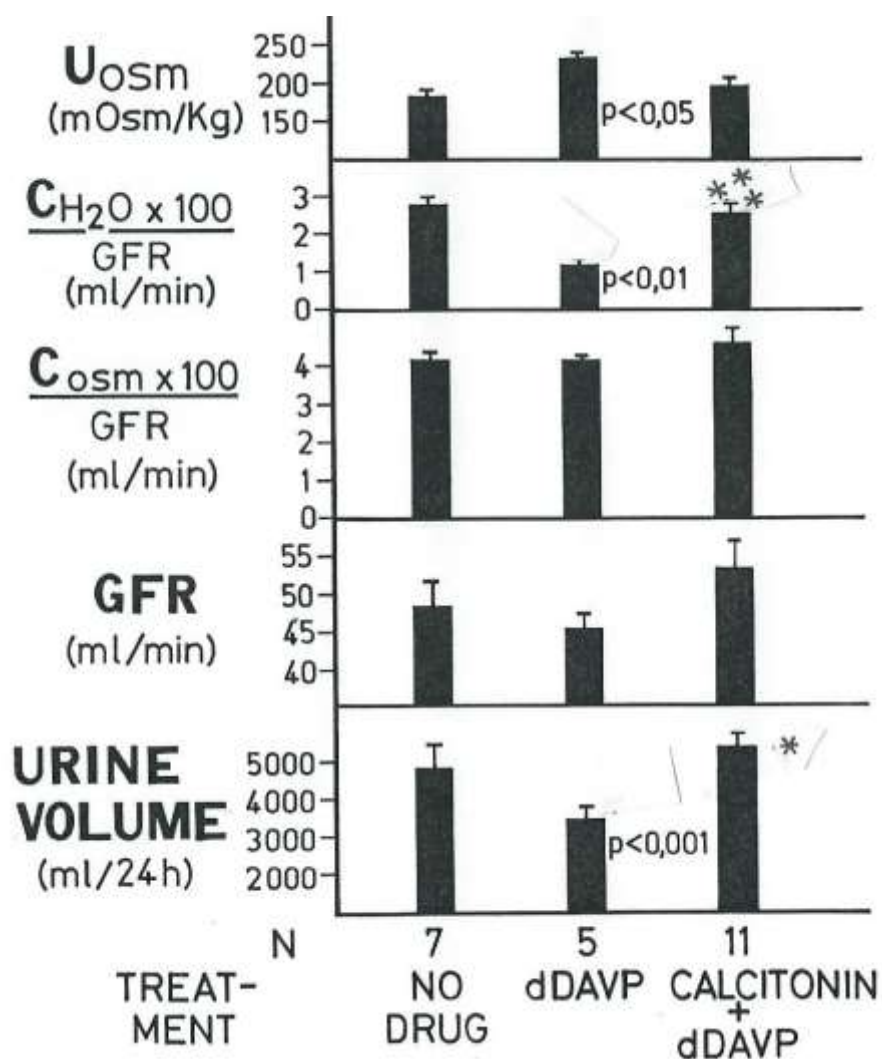 Uosm
(mOsm/Kg)
250
200
150
p<0,05
CH2O x 100
GFR
(ml/min)
3
2
1
0
p<0,01
* * *
Cosm x 100
GFR
(ml/min)
4
3
2
1
0
GFR
(ml/min)
55
50
45
40
URINE
VOLUME
(ml/24h)
5000
4000
3000
2000
p<0,001
*
N 7 5 11
TREAT-
MENT
NO
DRUG
dDAVP
CALCITONIN
+
dDAVP